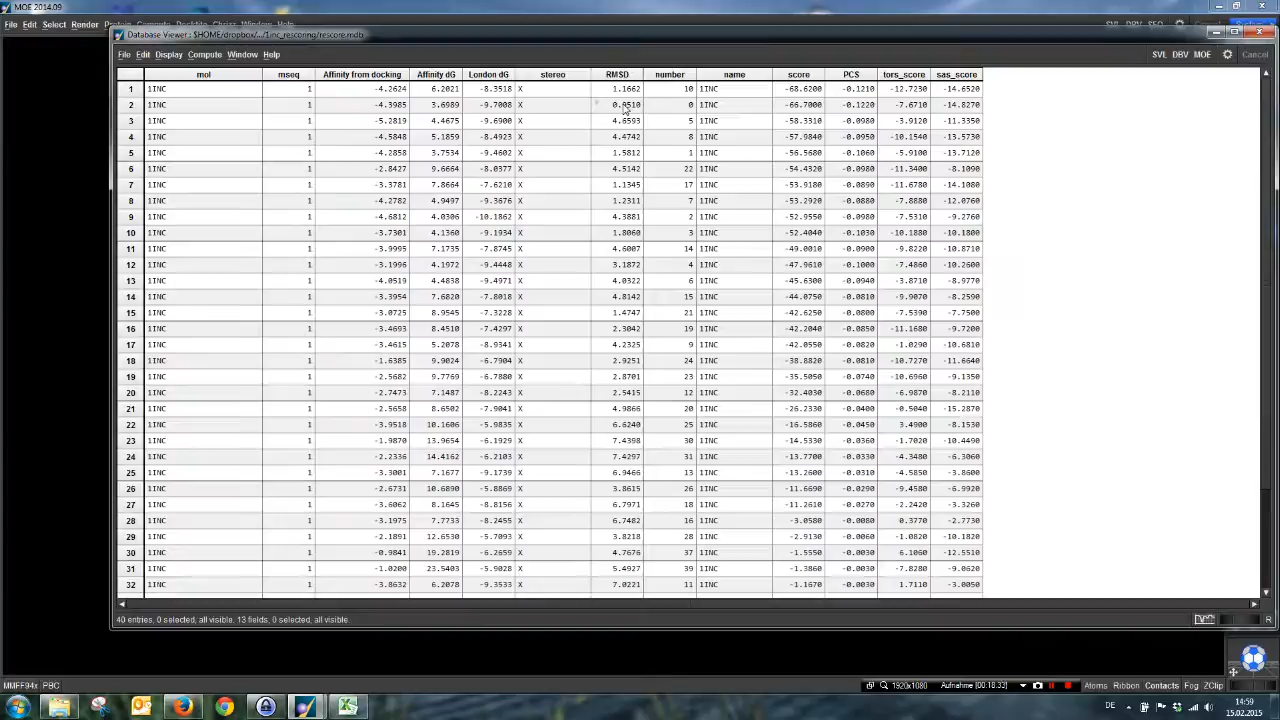 MOE 2014.09
File Edit Select Render
SVL DBV SEQ
Database Viewer : $HOME/dropbox/.../1inc_rescoring/rescore.mdb
File Edit Display Compute Window Help SVL DBV MOE Cancel
mol mseq Affinity from docking Affinity dG London dG stereo RMSD number name score PCS tors_score sas_score
1 1INC 1 -4.2624 6.2021 -8.3518 X 1.1662 10 1INC -68.6200 -0.1210 -12.7230 -14.6520
2 1INC 1 -4.3985 3.6989 -9.7008 X 0.9510 0 1INC -66.7000 -0.1220 -7.6710 -14.8270
3 1INC 1 -5.2819 4.4675 -9.6900 X 4.6593 5 1INC -58.3310 -0.0980 -3.9120 -11.3350
4 1INC 1 -4.5848 5.1859 -8.4923 X 4.4742 8 1INC -57.9840 -0.0950 -10.1540 -13.5730
5 1INC 1 -4.2858 3.7534 -9.4602 X 1.5812 1 1INC -56.5680 -0.1060 -5.9100 -13.7120
6 1INC 1 -2.8427 9.6664 -8.0377 X 4.5142 22 1INC -54.4320 -0.0980 -11.3400 -8.1090
7 1INC 1 -3.3781 7.8664 -7.6210 X 1.1345 17 1INC -53.9180 -0.0890 -11.6780 -14.1080
8 1INC 1 -4.2782 4.9497 -9.3676 X 1.2311 7 1INC -53.2920 -0.0880 -7.8880 -12.0760
9 1INC 1 -4.6812 4.0306 -10.1862 X 4.3881 2 1INC -52.9550 -0.0980 -7.5310 -9.2760
10 1INC 1 -3.7301 4.1360 -9.1934 X 1.8060 3 1INC -52.4040 -0.1030 -10.1880 -10.1800
11 1INC 1 -3.9995 7.1735 -7.8745 X 4.6007 14 1INC -49.0010 -0.0900 -9.8220 -10.8710
12 1INC 1 -3.1996 4.1972 -9.4448 X 3.1872 4 1INC -47.9610 -0.1000 -7.4860 -10.2600
13 1INC 1 -4.0519 4.4838 -9.4971 X 4.0322 6 1INC -45.6300 -0.0940 -3.8710 -8.9770
14 1INC 1 -3.3954 7.6820 -7.8018 X 4.8142 15 1INC -44.0750 -0.0810 -9.9070 -8.2590
15 1INC 1 -3.0725 8.9545 -7.3228 X 1.4747 21 1INC -42.6250 -0.0800 -7.5390 -7.7500
16 1INC 1 -3.4693 8.4510 -7.4297 X 2.3042 19 1INC -42.2040 -0.0850 -11.1680 -9.7200
17 1INC 1 -3.4615 5.2078 -8.9341 X 4.2325 9 1INC -42.0550 -0.0820 -1.0290 -10.6810
18 1INC 1 -1.6385 9.9024 -6.7904 X 2.9251 24 1INC -38.8820 -0.0810 -10.7270 -11.6640
19 1INC 1 -2.5682 9.7769 -6.7880 X 2.8701 23 1INC -35.5050 -0.0740 -10.6960 -9.1350
20 1INC 1 -2.7473 7.1487 -8.2243 X 2.5415 12 1INC -32.4030 -0.0680 -6.9870 -8.2110
21 1INC 1 -2.5658 8.6502 -7.9041 X 4.9866 20 1INC -26.2330 -0.0400 -0.5040 -15.2870
22 1INC 1 -3.9518 10.1606 -5.9835 X 6.6240 25 1INC -16.5860 -0.0450 3.4900 -8.1530
23 1INC 1 -1.9870 13.9654 -6.1929 X 7.4398 30 1INC -14.5330 -0.0360 -1.7020 -10.4490
24 1INC 1 -2.2336 14.4162 -6.2103 X 7.4297 31 1INC -13.7700 -0.0330 -4.3480 -6.3060
25 1INC 1 -3.3001 7.1677 -9.1739 X 6.9466 13 1INC -13.2600 -0.0310 -4.5850 -3.8600
26 1INC 1 -2.6731 10.6890 -5.8869 X 3.8615 26 1INC -11.6690 -0.0290 -9.4580 -6.9920
27 1INC 1 -3.6062 8.1645 -8.8156 X 6.7971 18 1INC -11.2610 -0.0270 -2.2420 -3.3260
28 1INC 1 -3.1975 7.7733 -8.2455 X 6.7482 16 1INC -3.0580 -0.0080 0.3770 -2.7730
29 1INC 1 -2.1891 12.6530 -5.7093 X 3.8218 28 1INC -2.9130 -0.0060 -1.0820 -10.1820
30 1INC 1 -0.9841 19.2819 -6.2659 X 4.7676 37 1INC -1.5550 -0.0030 6.1060 -12.5510
31 1INC 1 -1.0200 23.5403 -5.9028 X 5.4927 39 1INC -1.3860 -0.0030 -7.8280 -9.0620
32 1INC 1 -3.8632 6.2078 -9.3533 X 7.0221 11 1INC -1.1670 -0.0030 1.7110 -3.0050
40 entries, 0 selected, all visible, 13 fields, 0 selected, all visible. R
MMFF94x PBC 1920x1080 Aufnahme [00:18:33] Atoms Ribbon Contacts Fog ZClip
DE 14:59
15.02.2015